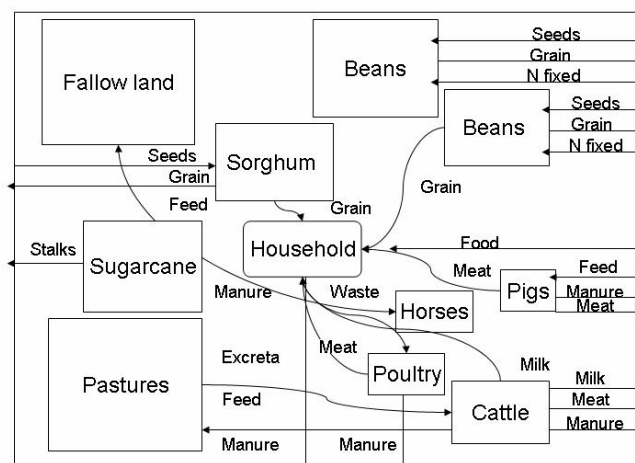 Seeds
Fallow land
Beans
Grain
N fixed
Seeds
Beans
Grain
N fixed
Seeds
Sorghum
Grain
Grain
Feed
Grain
Stalks
Sugarcane
Household
Food
Meat
Feed
Manure
Waste
Horses
Pigs
Manure
Meat
Excreta
Meat
Poultry
Milk
Milk
Pastures
Feed
Cattle
Meat
Manure
Manure
Manure